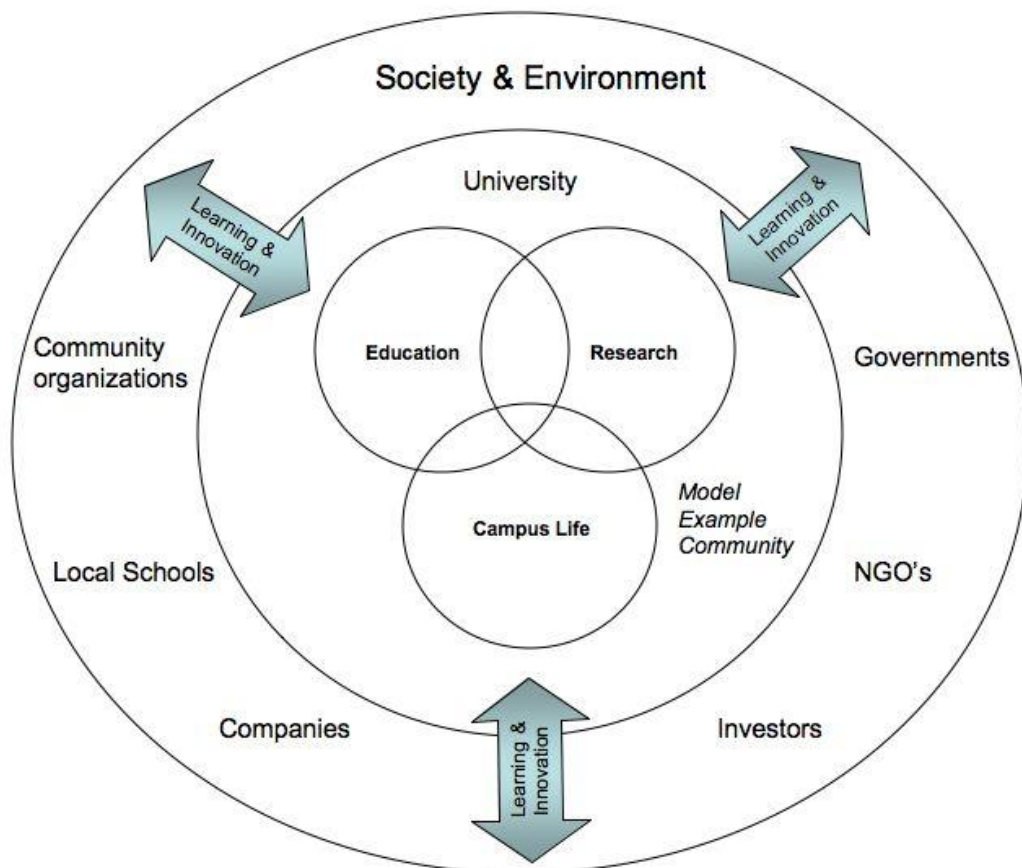 Society & Environment
University
Learning &
Innovation
Learning &
Innovation
Education
Research
Community
organizations
Governments
Model
Example
Community
Campus Life
Local Schools
NGO's
Companies
Investors
Learning &
Innovation